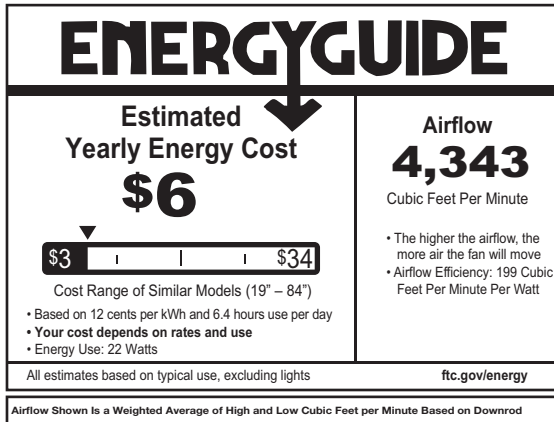 ENERGYGUIDE
Estimated
Yearly Energy Cost
$6
$3
$34
Cost Range of Similar Models (19” – 84”)
• Based on 12 cents per kWh and 6.4 hours use per day
• Your cost depends on rates and use
• Energy Use: 22 Watts
Airflow
4,343
Cubic Feet Per Minute
• The higher the airflow, the
more air the fan will move
• Airflow Efficiency: 199 Cubic
Feet Per Minute Per Watt
All estimates based on typical use, excluding lights
ftc.gov/energy
Airflow Shown Is a Weighted Average of High and Low Cubic Feet per Minute Based on Downrod